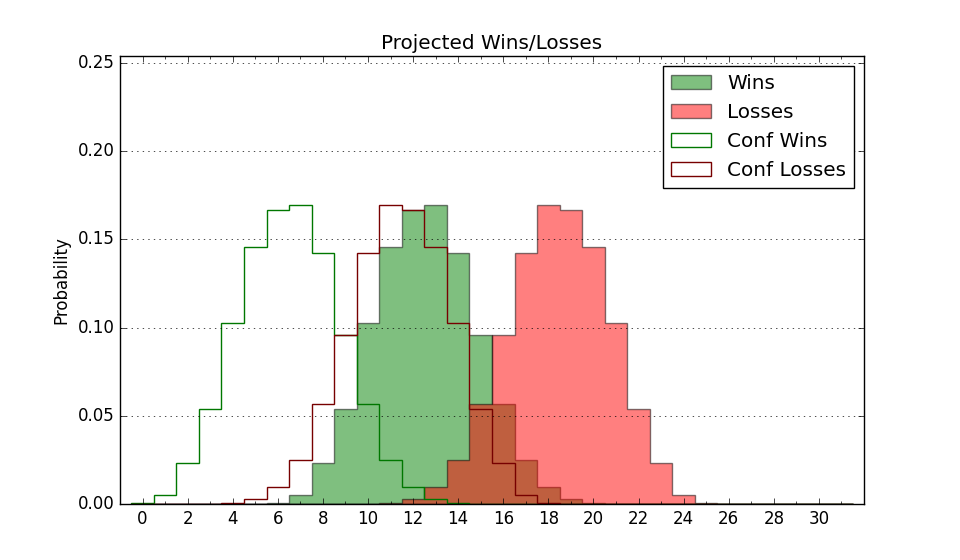 Projected Wins/Losses
0.25
0.20
0.15
0.10
0.05
0.00
Probability
Wins
Losses
Conf Wins
Conf Losses
0 2 4 6 8 10 12 14 16 18 20 22 24 26 28 30